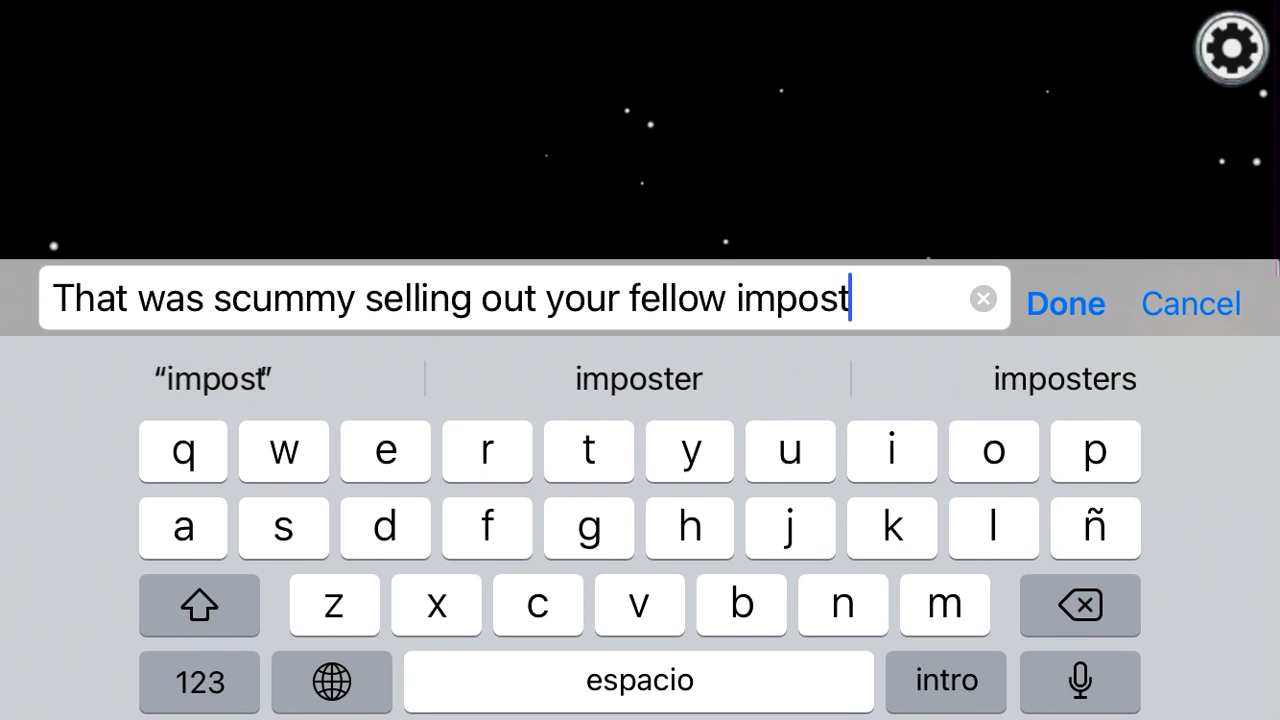 That was scummy selling out your fellow impost
Done Cancel
“impost” imposter imposters
q w e r t y u i o p
a s d f g h j k l ñ
z x c v b n m
123 espacio intro